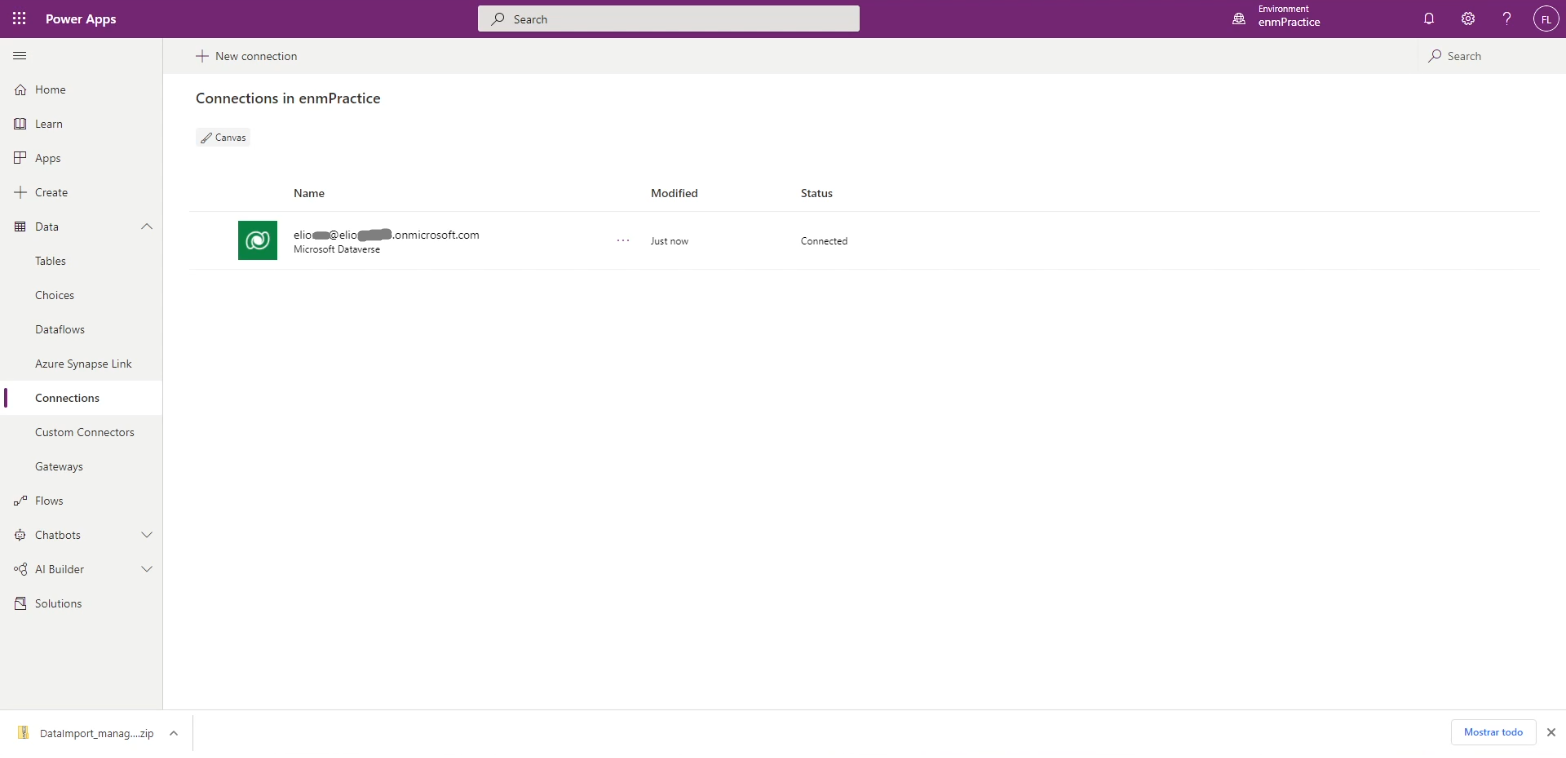 Power Apps
Search
Environment
enmPractice
FL
New connection
Search
Home
Learn
Apps
Create
Data
Tables
Choices
Dataflows
Azure Synapse Link
Connections
Custom Connectors
Gateways
Flows
Chatbots
AI Builder
Solutions
Connections in enmPractice
Canvas
Name Modified Status
elio @elio .onmicrosoft.com
Microsoft Dataverse
... Just now Connected
DataImport_manag....zip
Mostrar todo